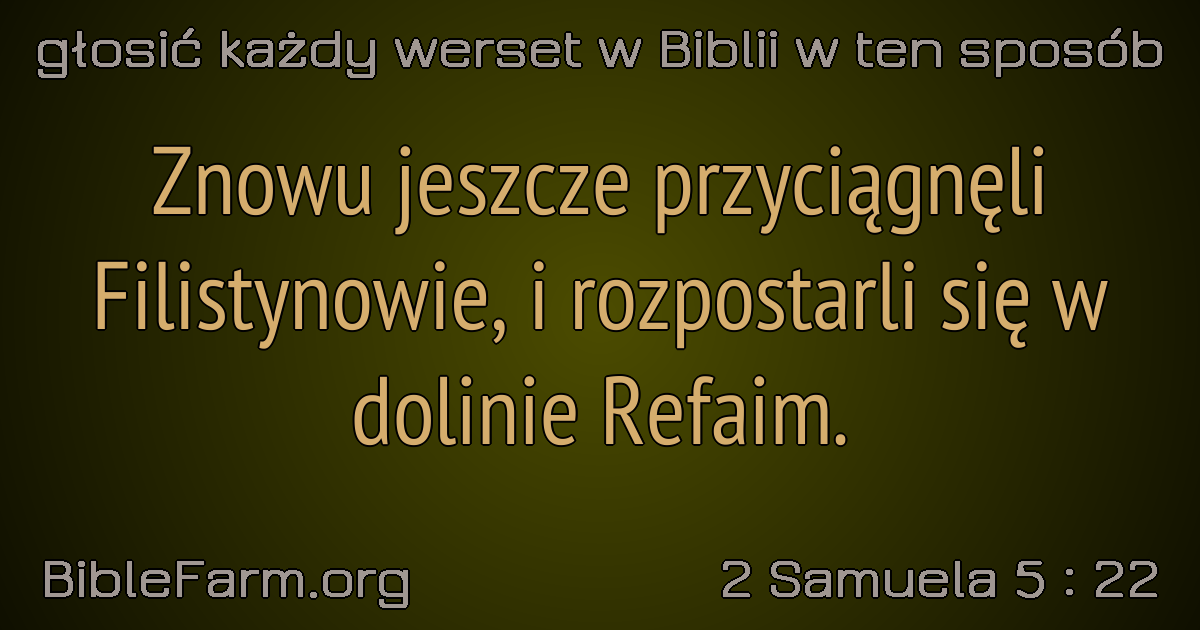 głosić każdy werset w Biblii w ten sposób
Znowu jeszcze przyciągnęli
Filistynowie, i rozpostarli się w
dolinie Refaim.
BibleFarm.org
2 Samuela 5 : 22